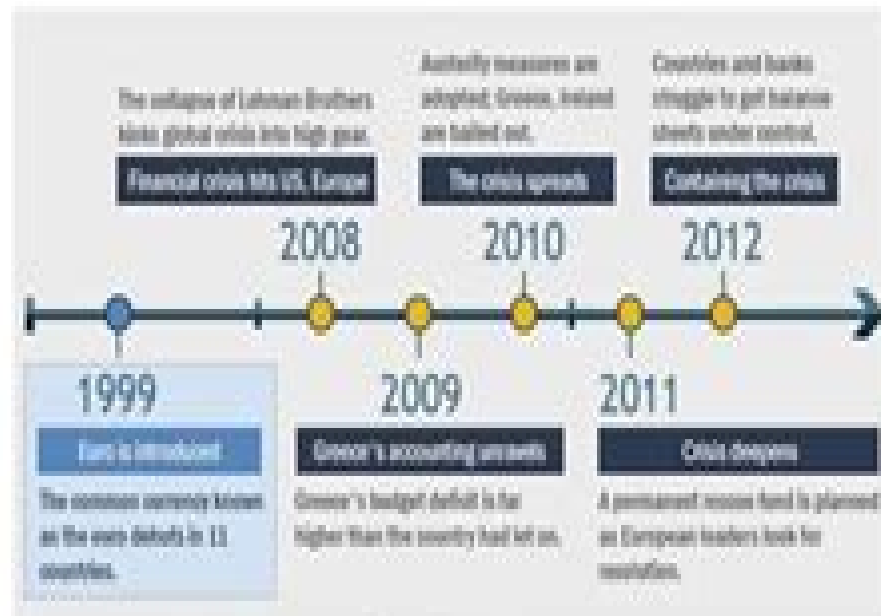 The collapse of Lehman Brothers
kicks global crisis into high gear.
Financial crisis hits US, Europe
2008
Austerity measures are
adopted; Greece, Ireland
are bailed out.
The crisis spreads
2010
Countries and banks
struggle to get balance
sheets under control.
Containing the crisis
2012
1999
Euro is introduced
The common currency known
as the euro debuts in 11
countries.
2009
Greece's accounting unravels
Greece's budget deficit is far
higher than the country had let on.
2011
Crisis deepens
A permanent rescue fund is planned
as European leaders look for
resolution.